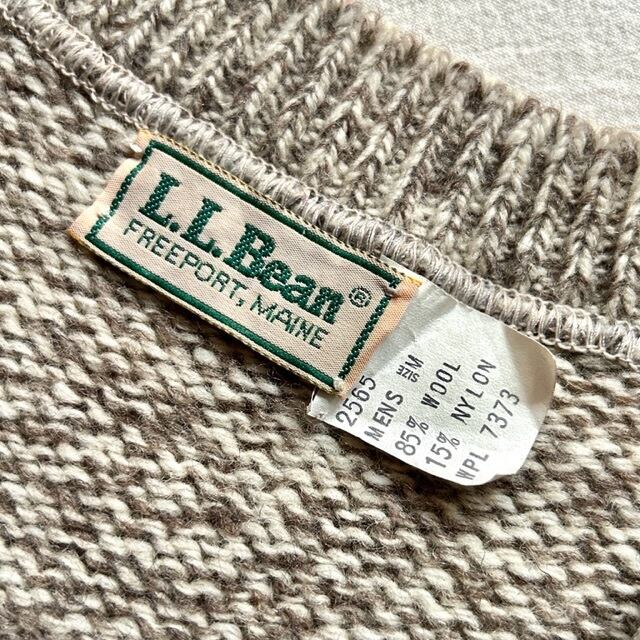 L.L.Bean®
FREEPORT, MAINE
2565
MENS SIZE M
85% WOOL
15% NYLON
WPL 7373